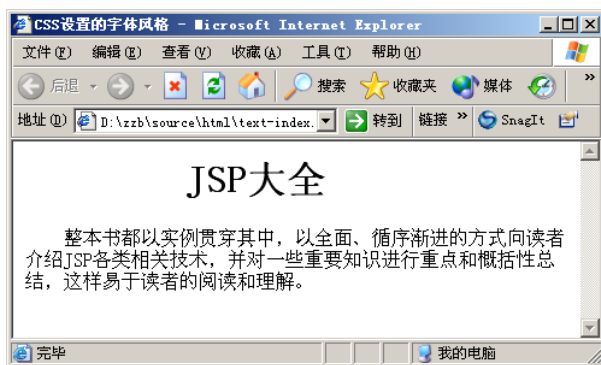 CSS设置的字体风格 - Microsoft Internet Explorer
文件(F) 编辑(E) 查看(V) 收藏(A) 工具(T) 帮助(H) »
后退 搜索 收藏夹 媒体
地址(D) D:\zzb\source\html\text-index. 转到 链接 » SnagIt
JSP大全
整本书都以实例贯穿其中，以全面、循序渐进的方式向读者
介绍JSP各类相关技术，并对一些重要知识进行重点和概括性总
结，这样易于读者的阅读和理解。
完毕 我的电脑